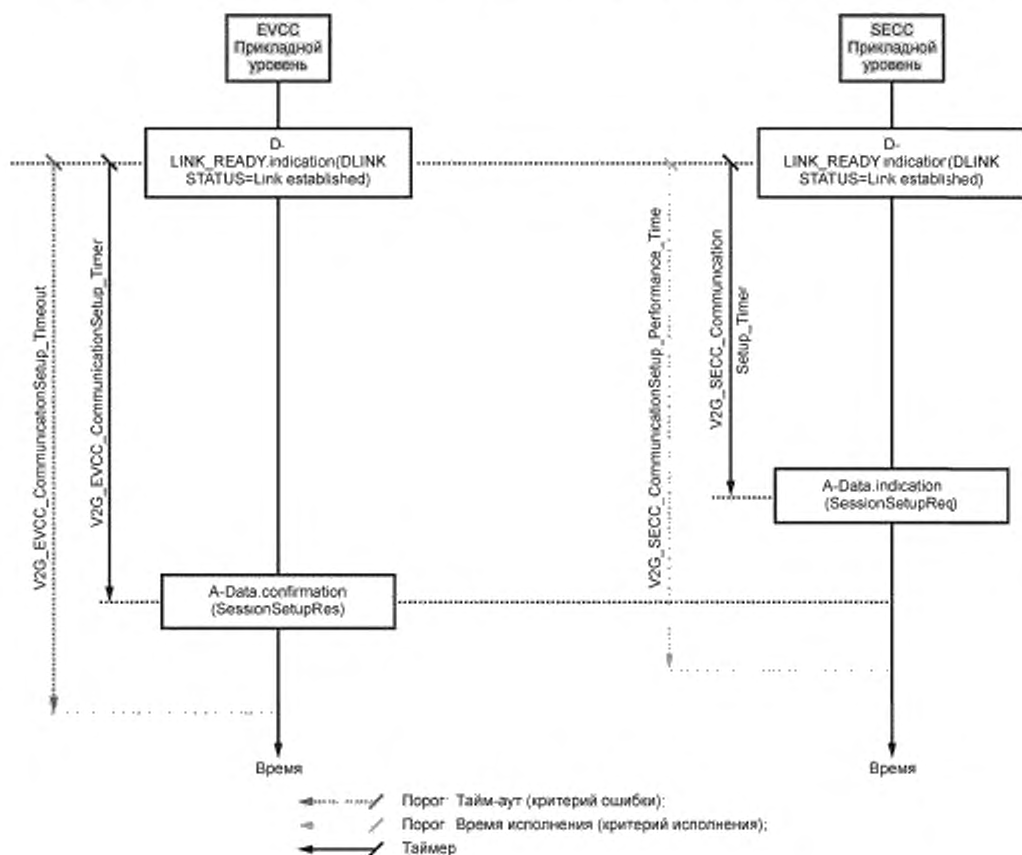 EVCC
Прикладной
уровень
SECC
Прикладной
уровень
D-
LINK_READY.indication(DLINK
STATUS=Link established)
D-
LINK_READY.indication(DLINK
STATUS=Link established)
V2G_EVCC_CommunicationSetup_Timeout
V2G_EVCC_CommunicationSetup_Timer
V2G_SECC_CommunicationSetup_Performance_Time
V2G_SECC_Communication
Setup_Timer
A-Data.indication
(SessionSetupReq)
A-Data.confirmation
(SessionSetupRes)
Время
Время
Порог Тайм-аут (критерий ошибки);
Порог Время исполнения (критерий исполнения);
Таймер